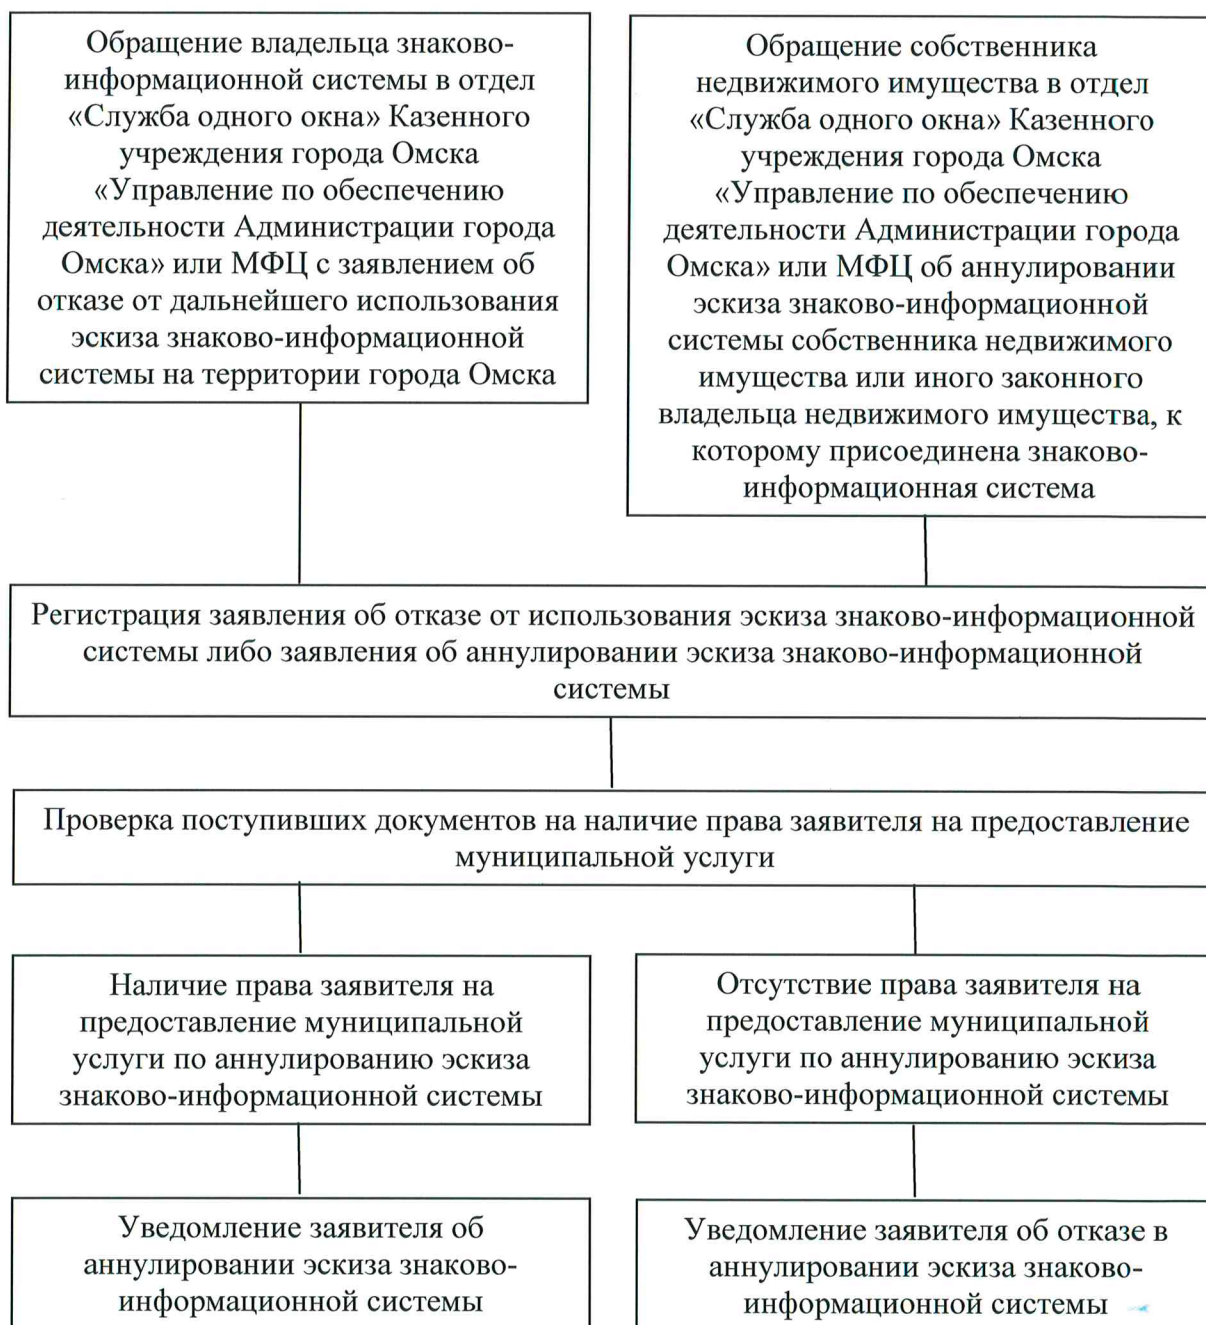 Обращение владельца знаково-
информационной системы в отдел
«Служба одного окна» Казенного
учреждения города Омска
«Управление по обеспечению
деятельности Администрации города
Омска» или МФЦ с заявлением об
отказе от дальнейшего использования
эскиза знаково-информационной
системы на территории города Омска
Обращение собственника
недвижимого имущества в отдел
«Служба одного окна» Казенного
учреждения города Омска
«Управление по обеспечению
деятельности Администрации города
Омска» или МФЦ об аннулировании
эскиза знаково-информационной
системы собственника недвижимого
имущества или иного законного
владельца недвижимого имущества, к
которому присоединена знаково-
информационная система
Регистрация заявления об отказе от использования эскиза знаково-информационной
системы либо заявления об аннулировании эскиза знаково-информационной
системы
Проверка поступивших документов на наличие права заявителя на предоставление
муниципальной услуги
Наличие права заявителя на
предоставление муниципальной
услуги по аннулированию эскиза
знаково-информационной системы
Отсутствие права заявителя на
предоставление муниципальной
услуги по аннулированию эскиза
знаково-информационной системы
Уведомление заявителя об
аннулировании эскиза знаково-
информационной системы
Уведомление заявителя об отказе в
аннулировании эскиза знаково-
информационной системы